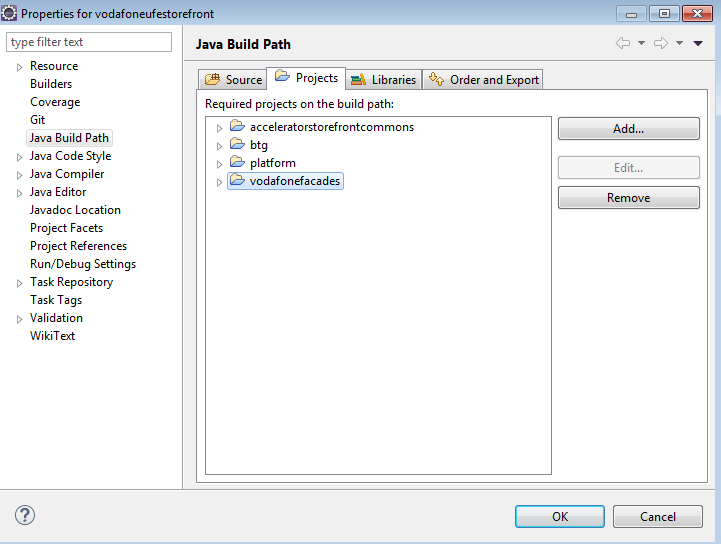 Properties for vodafoneufestorefront
type filter text
Resource
Builders
Coverage
Git
Java Build Path
Java Code Style
Java Compiler
Java Editor
Javadoc Location
Project Facets
Project References
Run/Debug Settings
Task Repository
Task Tags
Validation
WikiText
Java Build Path
Source Projects Libraries Order and Export
Required projects on the build path:
acceleratorstorefrontcommons
btg
platform
vodafonefacades
Add...
Edit...
Remove
?
OK Cancel